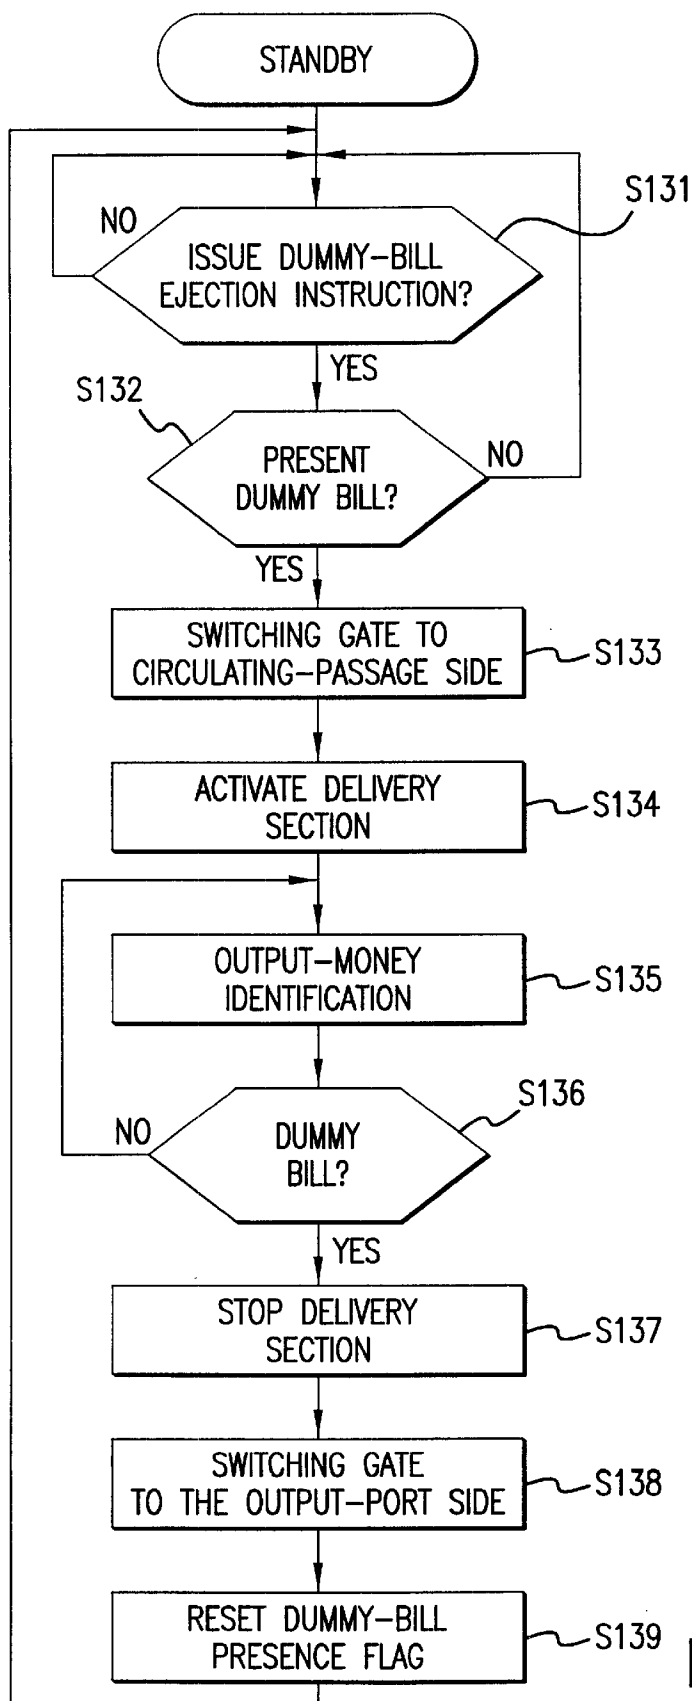 STANDBY
S131
NO
ISSUE DUMMY-BILL
EJECTION INSTRUCTION?
YES
S132
PRESENT
DUMMY BILL?
NO
YES
SWITCHING GATE TO
CIRCULATING-PASSAGE SIDE
S133
ACTIVATE DELIVERY
SECTION
S134
OUTPUT-MONEY
IDENTIFICATION
S135
S136
NO
DUMMY
BILL?
YES
STOP DELIVERY
SECTION
S137
SWITCHING GATE
TO THE OUTPUT-PORT SIDE
S138
RESET DUMMY-BILL
PRESENCE FLAG
S139